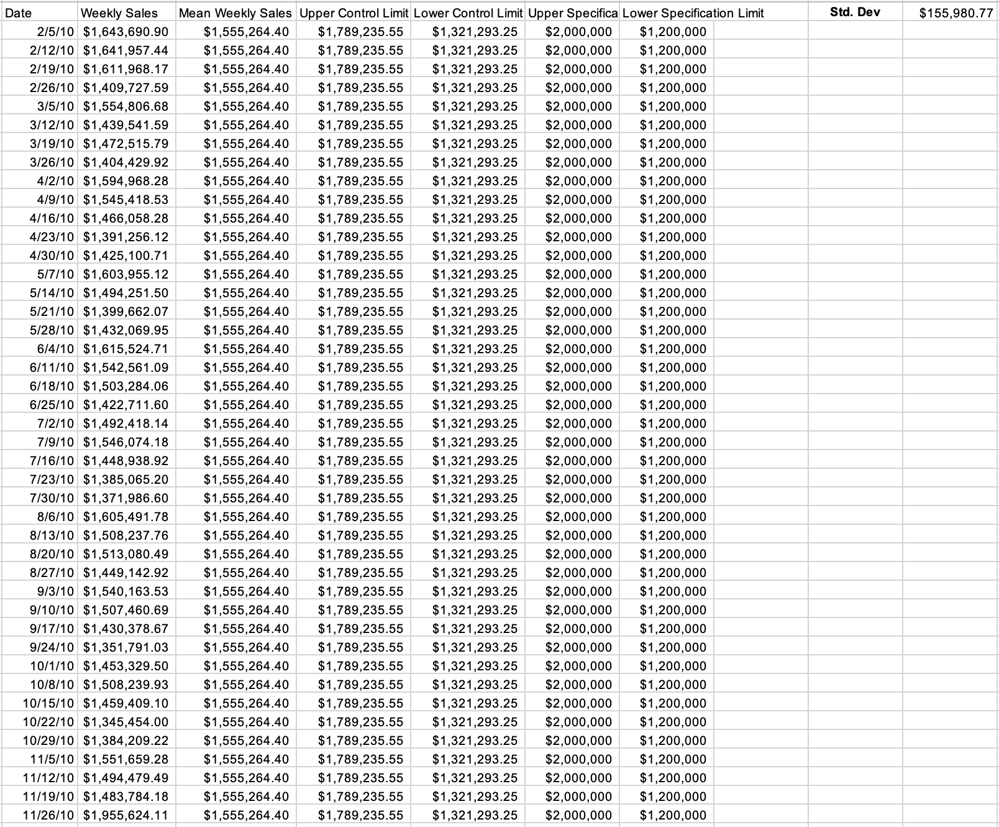 Date Weekly Sales Mean Weekly Sales Upper Control Limit Lower Control Limit Upper Specifica Lower Specification Limit Std. Dev $155,980.77
2/5/10 $1,643,690.90 $1,555,264.40 $1,789,235.55 $1,321,293.25 $2,000,000 $1,200,000
2/12/10 $1,641,957.44 $1,555,264.40 $1,789,235.55 $1,321,293.25 $2,000,000 $1,200,000
2/19/10 $1,611,968.17 $1,555,264.40 $1,789,235.55 $1,321,293.25 $2,000,000 $1,200,000
2/26/10 $1,409,727.59 $1,555,264.40 $1,789,235.55 $1,321,293.25 $2,000,000 $1,200,000
3/5/10 $1,554,806.68 $1,555,264.40 $1,789,235.55 $1,321,293.25 $2,000,000 $1,200,000
3/12/10 $1,439,541.59 $1,555,264.40 $1,789,235.55 $1,321,293.25 $2,000,000 $1,200,000
3/19/10 $1,472,515.79 $1,555,264.40 $1,789,235.55 $1,321,293.25 $2,000,000 $1,200,000
3/26/10 $1,404,429.92 $1,555,264.40 $1,789,235.55 $1,321,293.25 $2,000,000 $1,200,000
4/2/10 $1,594,968.28 $1,555,264.40 $1,789,235.55 $1,321,293.25 $2,000,000 $1,200,000
4/9/10 $1,545,418.53 $1,555,264.40 $1,789,235.55 $1,321,293.25 $2,000,000 $1,200,000
4/16/10 $1,466,058.28 $1,555,264.40 $1,789,235.55 $1,321,293.25 $2,000,000 $1,200,000
4/23/10 $1,391,256.12 $1,555,264.40 $1,789,235.55 $1,321,293.25 $2,000,000 $1,200,000
4/30/10 $1,425,100.71 $1,555,264.40 $1,789,235.55 $1,321,293.25 $2,000,000 $1,200,000
5/7/10 $1,603,955.12 $1,555,264.40 $1,789,235.55 $1,321,293.25 $2,000,000 $1,200,000
5/14/10 $1,494,251.50 $1,555,264.40 $1,789,235.55 $1,321,293.25 $2,000,000 $1,200,000
5/21/10 $1,399,662.07 $1,555,264.40 $1,789,235.55 $1,321,293.25 $2,000,000 $1,200,000
5/28/10 $1,432,069.95 $1,555,264.40 $1,789,235.55 $1,321,293.25 $2,000,000 $1,200,000
6/4/10 $1,615,524.71 $1,555,264.40 $1,789,235.55 $1,321,293.25 $2,000,000 $1,200,000
6/11/10 $1,542,561.09 $1,555,264.40 $1,789,235.55 $1,321,293.25 $2,000,000 $1,200,000
6/18/10 $1,503,284.06 $1,555,264.40 $1,789,235.55 $1,321,293.25 $2,000,000 $1,200,000
6/25/10 $1,422,711.60 $1,555,264.40 $1,789,235.55 $1,321,293.25 $2,000,000 $1,200,000
7/2/10 $1,492,418.14 $1,555,264.40 $1,789,235.55 $1,321,293.25 $2,000,000 $1,200,000
7/9/10 $1,546,074.18 $1,555,264.40 $1,789,235.55 $1,321,293.25 $2,000,000 $1,200,000
7/16/10 $1,448,938.92 $1,555,264.40 $1,789,235.55 $1,321,293.25 $2,000,000 $1,200,000
7/23/10 $1,385,065.20 $1,555,264.40 $1,789,235.55 $1,321,293.25 $2,000,000 $1,200,000
7/30/10 $1,371,986.60 $1,555,264.40 $1,789,235.55 $1,321,293.25 $2,000,000 $1,200,000
8/6/10 $1,605,491.78 $1,555,264.40 $1,789,235.55 $1,321,293.25 $2,000,000 $1,200,000
8/13/10 $1,508,237.76 $1,555,264.40 $1,789,235.55 $1,321,293.25 $2,000,000 $1,200,000
8/20/10 $1,513,080.49 $1,555,264.40 $1,789,235.55 $1,321,293.25 $2,000,000 $1,200,000
8/27/10 $1,449,142.92 $1,555,264.40 $1,789,235.55 $1,321,293.25 $2,000,000 $1,200,000
9/3/10 $1,540,163.53 $1,555,264.40 $1,789,235.55 $1,321,293.25 $2,000,000 $1,200,000
9/10/10 $1,507,460.69 $1,555,264.40 $1,789,235.55 $1,321,293.25 $2,000,000 $1,200,000
9/17/10 $1,430,378.67 $1,555,264.40 $1,789,235.55 $1,321,293.25 $2,000,000 $1,200,000
9/24/10 $1,351,791.03 $1,555,264.40 $1,789,235.55 $1,321,293.25 $2,000,000 $1,200,000
10/1/10 $1,453,329.50 $1,555,264.40 $1,789,235.55 $1,321,293.25 $2,000,000 $1,200,000
10/8/10 $1,508,239.93 $1,555,264.40 $1,789,235.55 $1,321,293.25 $2,000,000 $1,200,000
10/15/10 $1,459,409.10 $1,555,264.40 $1,789,235.55 $1,321,293.25 $2,000,000 $1,200,000
10/22/10 $1,345,454.00 $1,555,264.40 $1,789,235.55 $1,321,293.25 $2,000,000 $1,200,000
10/29/10 $1,384,209.22 $1,555,264.40 $1,789,235.55 $1,321,293.25 $2,000,000 $1,200,000
11/5/10 $1,551,659.28 $1,555,264.40 $1,789,235.55 $1,321,293.25 $2,000,000 $1,200,000
11/12/10 $1,494,479.49 $1,555,264.40 $1,789,235.55 $1,321,293.25 $2,000,000 $1,200,000
11/19/10 $1,483,784.18 $1,555,264.40 $1,789,235.55 $1,321,293.25 $2,000,000 $1,200,000
11/26/10 $1,955,624.11 $1,555,264.40 $1,789,235.55 $1,321,293.25 $2,000,000 $1,200,000